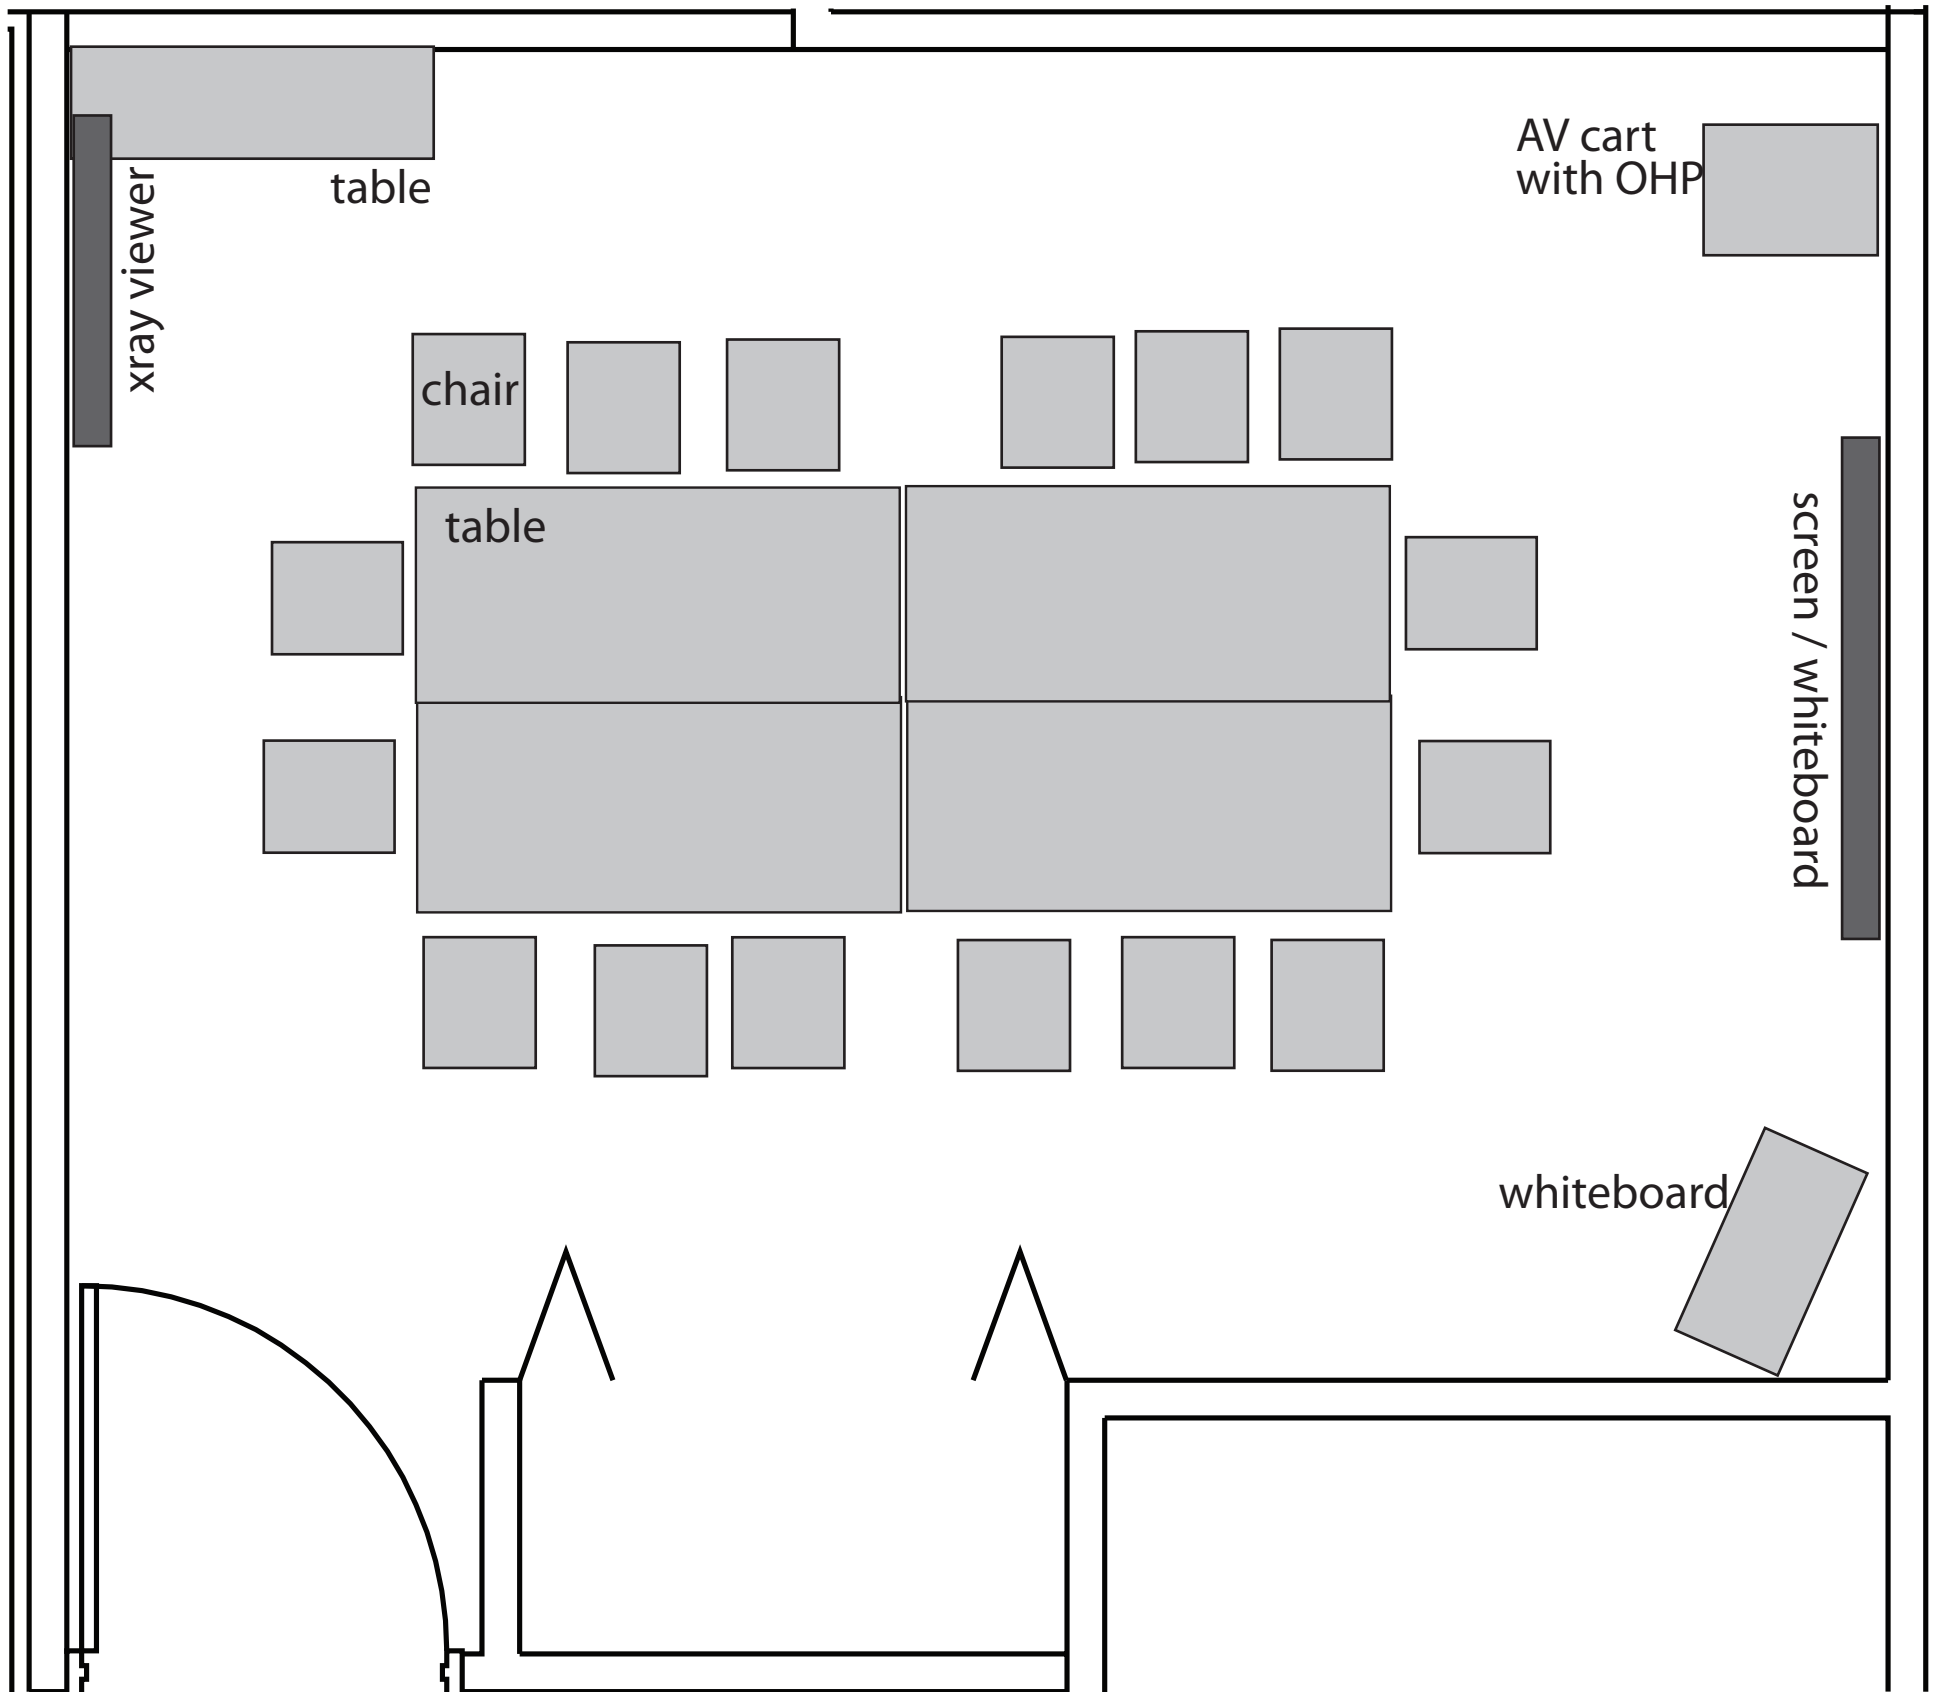 AV cart
with OHP
table
xray viewer
chair
table
screen / whiteboard
whiteboard